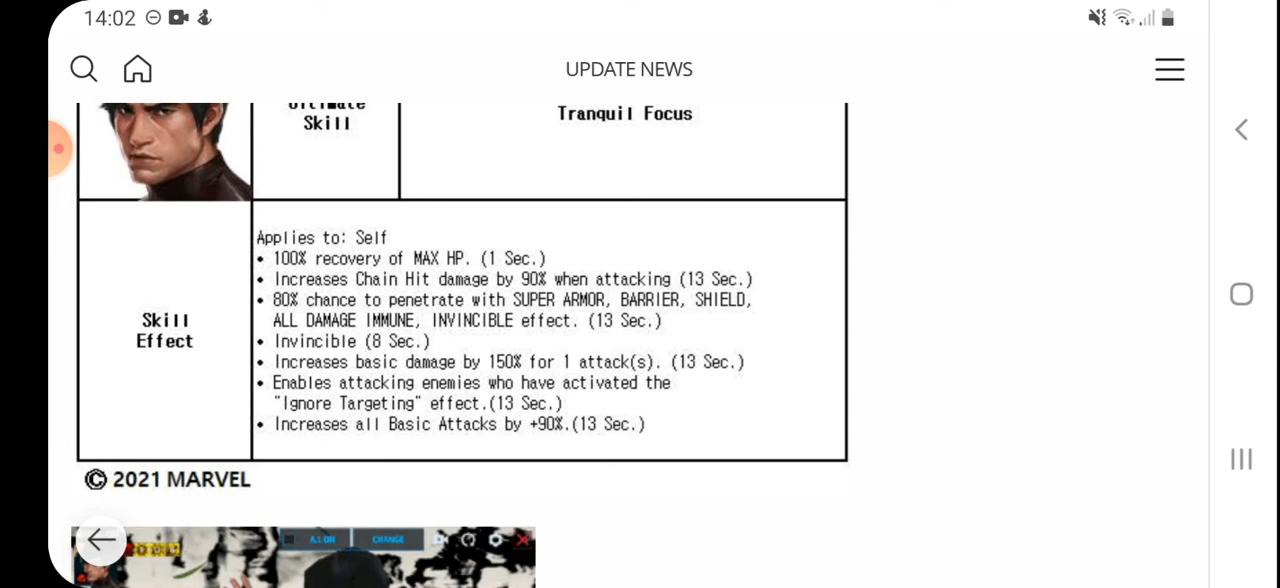 14:02
UPDATE NEWS
Ultimate
Skill
Tranquil Focus
Skill
Effect
Applies to: Self
• 100% recovery of MAX HP. (1 Sec.)
• Increases Chain Hit damage by 90% when attacking (13 Sec.)
• 80% chance to penetrate with SUPER ARMOR, BARRIER, SHIELD,
ALL DAMAGE IMMUNE, INVINCIBLE effect. (13 Sec.)
• Invincible (8 Sec.)
• Increases basic damage by 150% for 1 attack(s). (13 Sec.)
• Enables attacking enemies who have activated the
"Ignore Targeting" effect.(13 Sec.)
• Increases all Basic Attacks by +90%.(13 Sec.)
© 2021 MARVEL
CHANGE